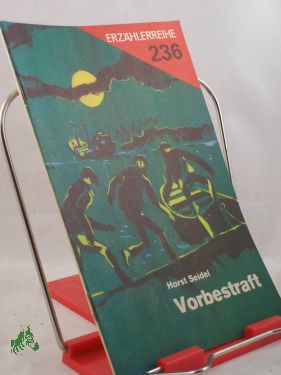 ERZÄHLERREIHE
236
Horst Seidel
Vorbestraft